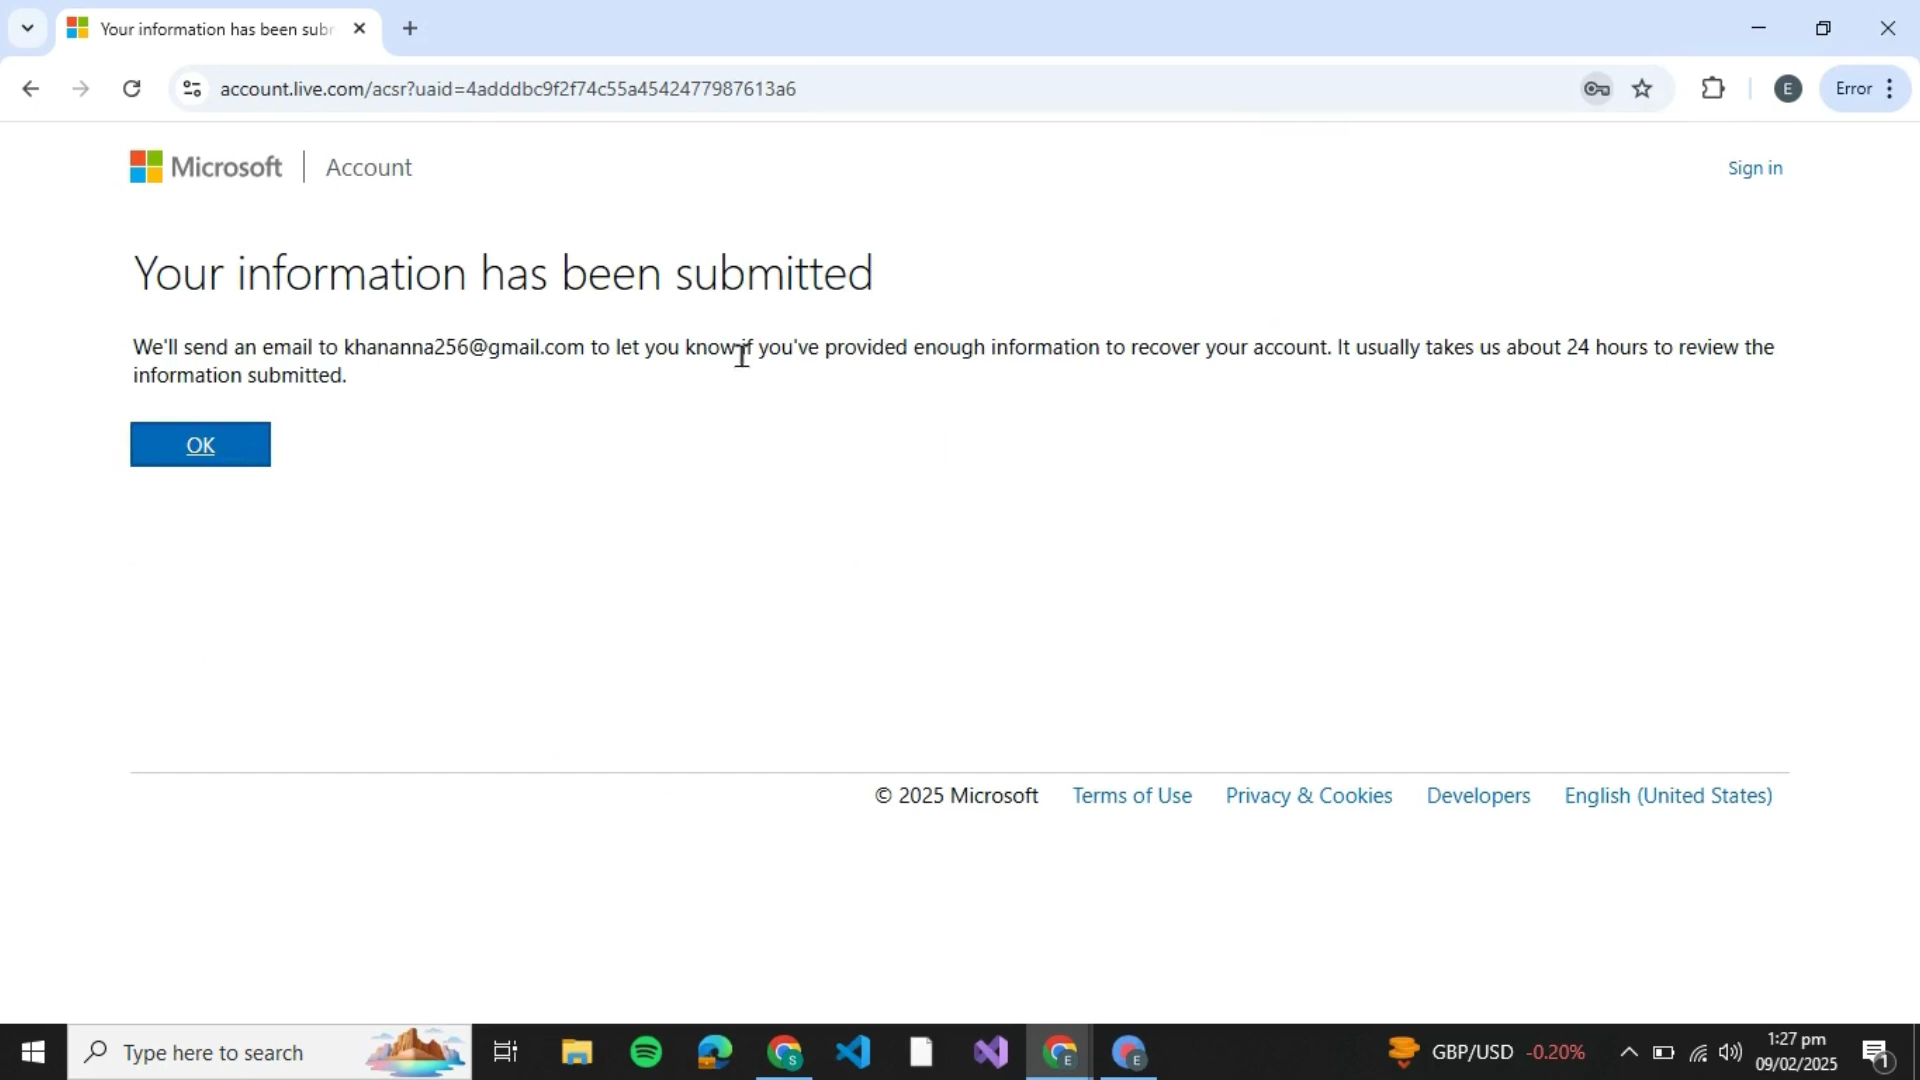 Your information has been subr
account.live.com/acsr?uaid=4adddbc9f2f74c55a4542477987613a6
E
Error
Microsoft
Account
Sign in
Your information has been submitted
We'll send an email to khananna256@gmail.com to let you know if you've provided enough information to recover your account. It usually takes us about 24 hours to review the
information submitted.
OK
© 2025 Microsoft
Terms of Use
Privacy & Cookies
Developers
English (United States)
Type here to search
S
E
E
GBP/USD
-0.20%
1:27 pm
09/02/2025
1